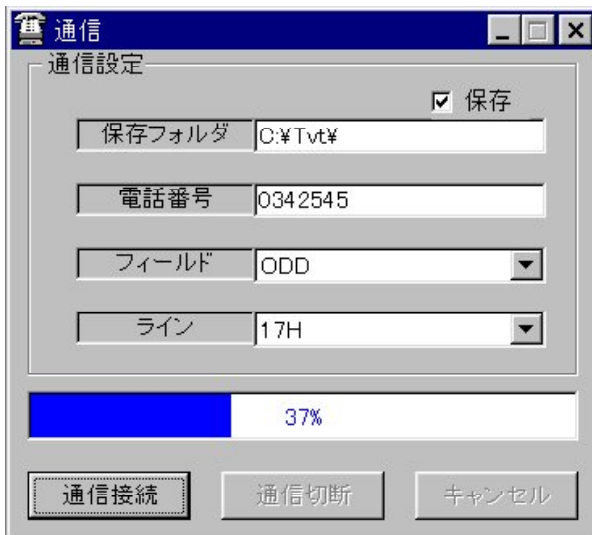 通信
通信設定
保存
保存フォルダ C:¥Tvt¥
電話番号 0342545
フィールド ODD
ライン 17H
37%
通信接続 通信切断 キャンセル